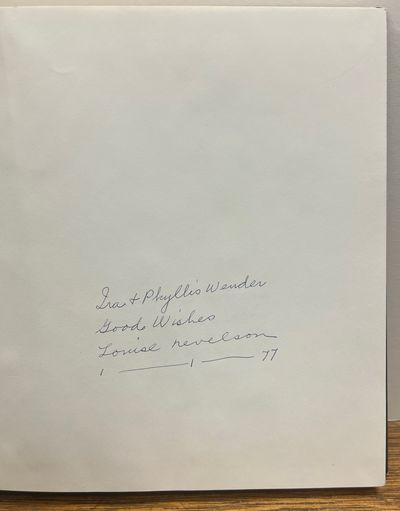 Ira + Phyllis Wender
Good Wishes
Louise nevelson
1 — 1 — 77